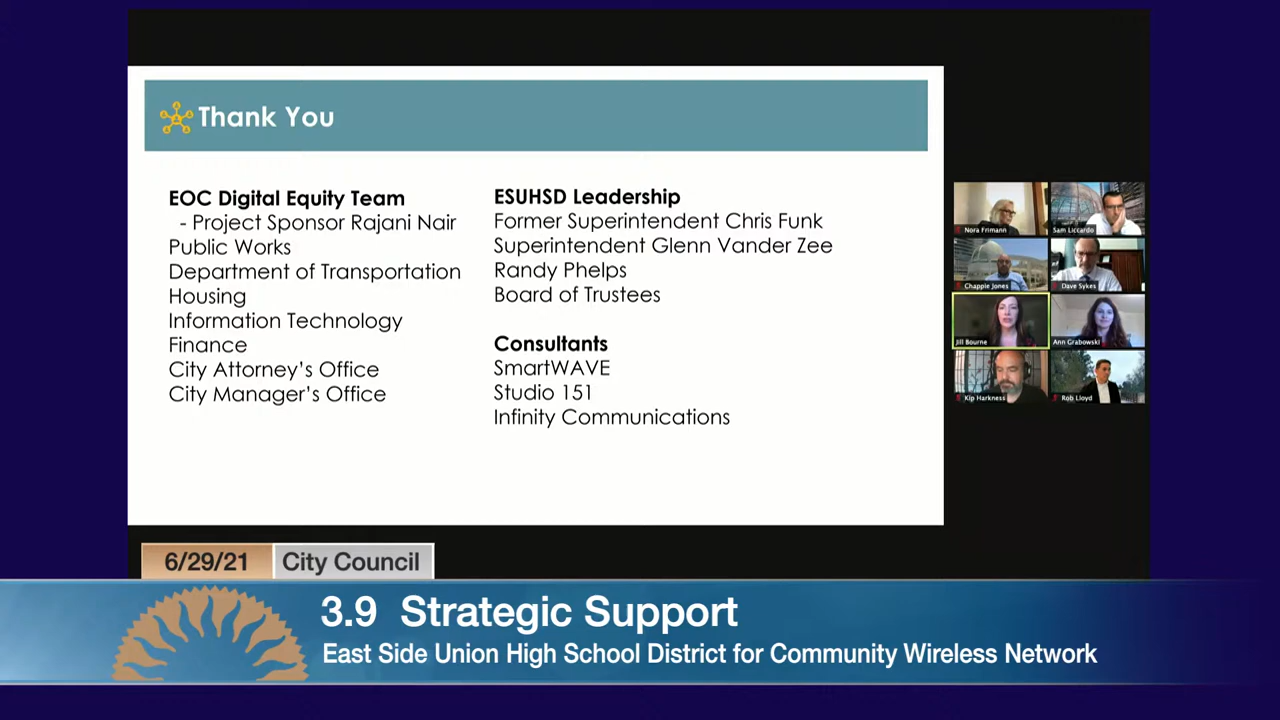 Thank You
EOC Digital Equity Team
- Project Sponsor Rajani Nair
Public Works
Department of Transportation
Housing
Information Technology
Finance
City Attorney's Office
City Manager's Office
ESUHSD Leadership
Former Superintendent Chris Funk
Superintendent Glenn Vander Zee
Randy Phelps
Board of Trustees
Consultants
SmartWAVE
Studio 151
Infinity Communications
Nora Frimann
Sam Liccardo
Chappie Jones
Dave Sykes
Jill Bourne
Ann Grabowski
Kip Harkness
Rob Lloyd
6/29/21 City Council
3.9 Strategic Support
East Side Union High School District for Community Wireless Network